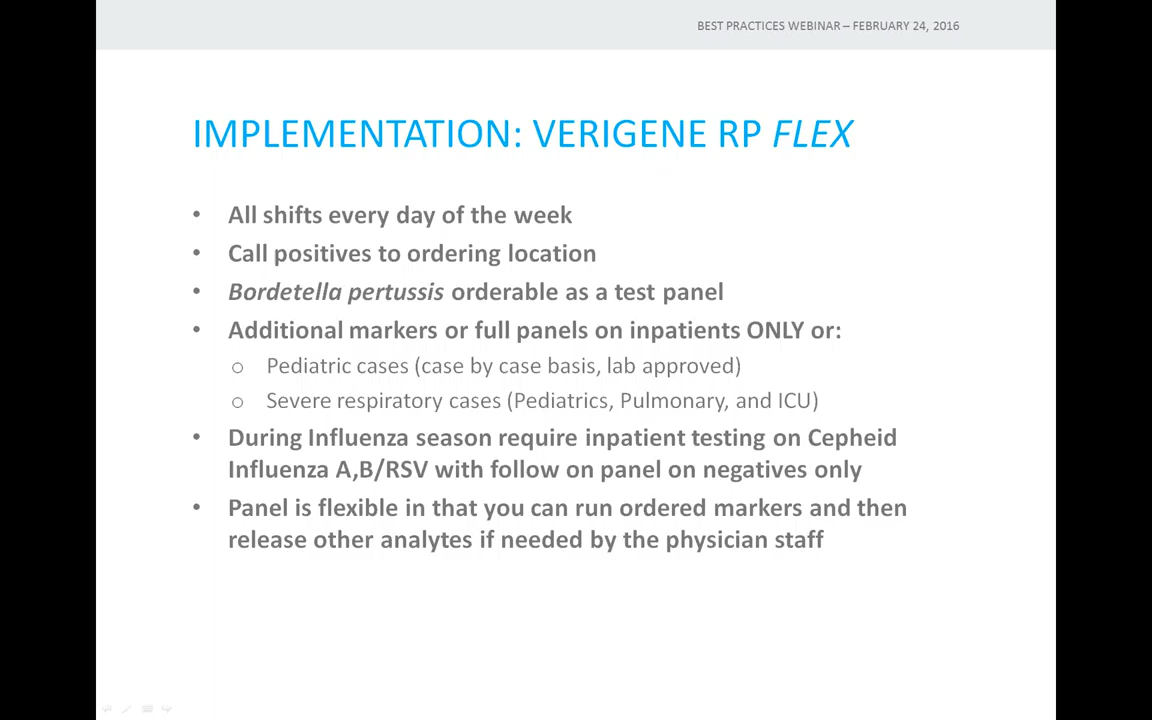 BEST PRACTICES WEBINAR – FEBRUARY 24, 2016
IMPLEMENTATION: VERIGENE RP FLEX
• All shifts every day of the week
• Call positives to ordering location
• Bordetella pertussis orderable as a test panel
• Additional markers or full panels on inpatients ONLY or:
o Pediatric cases (case by case basis, lab approved)
o Severe respiratory cases (Pediatrics, Pulmonary, and ICU)
• During Influenza season require inpatient testing on Cepheid
Influenza A,B/RSV with follow on panel on negatives only
• Panel is flexible in that you can run ordered markers and then
release other analytes if needed by the physician staff